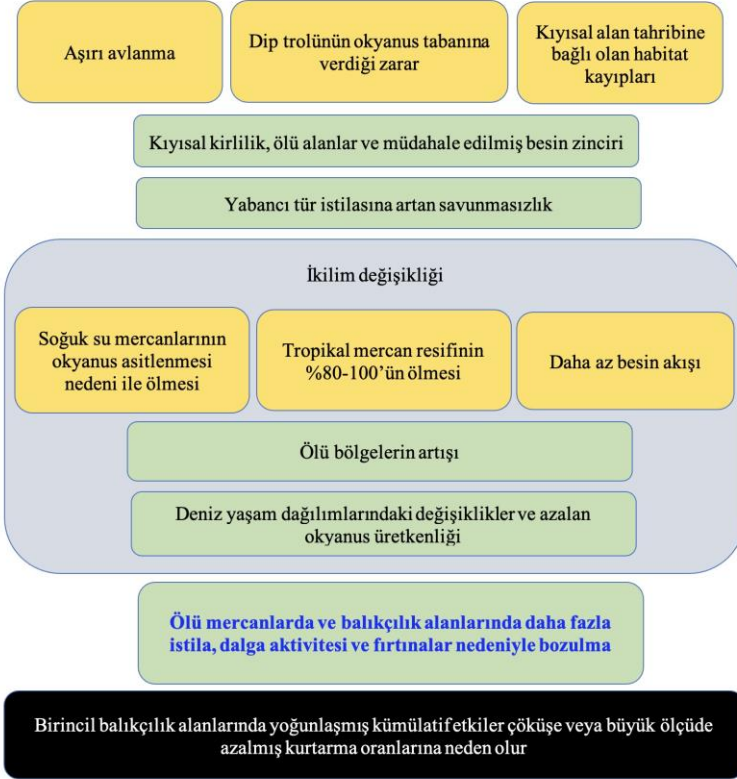 Aşırı avlanma
Dip trolünün okyanus tabanına
verdiği zarar
Kıyısal alan tahribine
bağlı olan habitat
kayıpları
Kıyısal kirlilik, ölü alanlar ve müdahale edilmiş besin zinciri
Yabancı tür istilasına artan savunmasızlık
İkilim değişikliği
Soğuk su mercanlarının
okyanus asitlenmesi
nedeni ile ölmesi
Tropikal mercan resifinin
%80-100’ün ölmesi
Daha az besin akışı
Ölü bölgelerin artışı
Deniz yaşam dağılımlarındaki değişiklikler ve azalan
okyanus üretkenliği
Ölü mercanlarda ve balıkçılık alanlarında daha fazla
istila, dalga aktivitesi ve fırtınalar nedeniyle bozulma
Birincil balıkçılık alanlarında yoğunlaşmış kümülatif etkiler çöküşe veya büyük ölçüde
azalmış kurtarma oranlarına neden olur